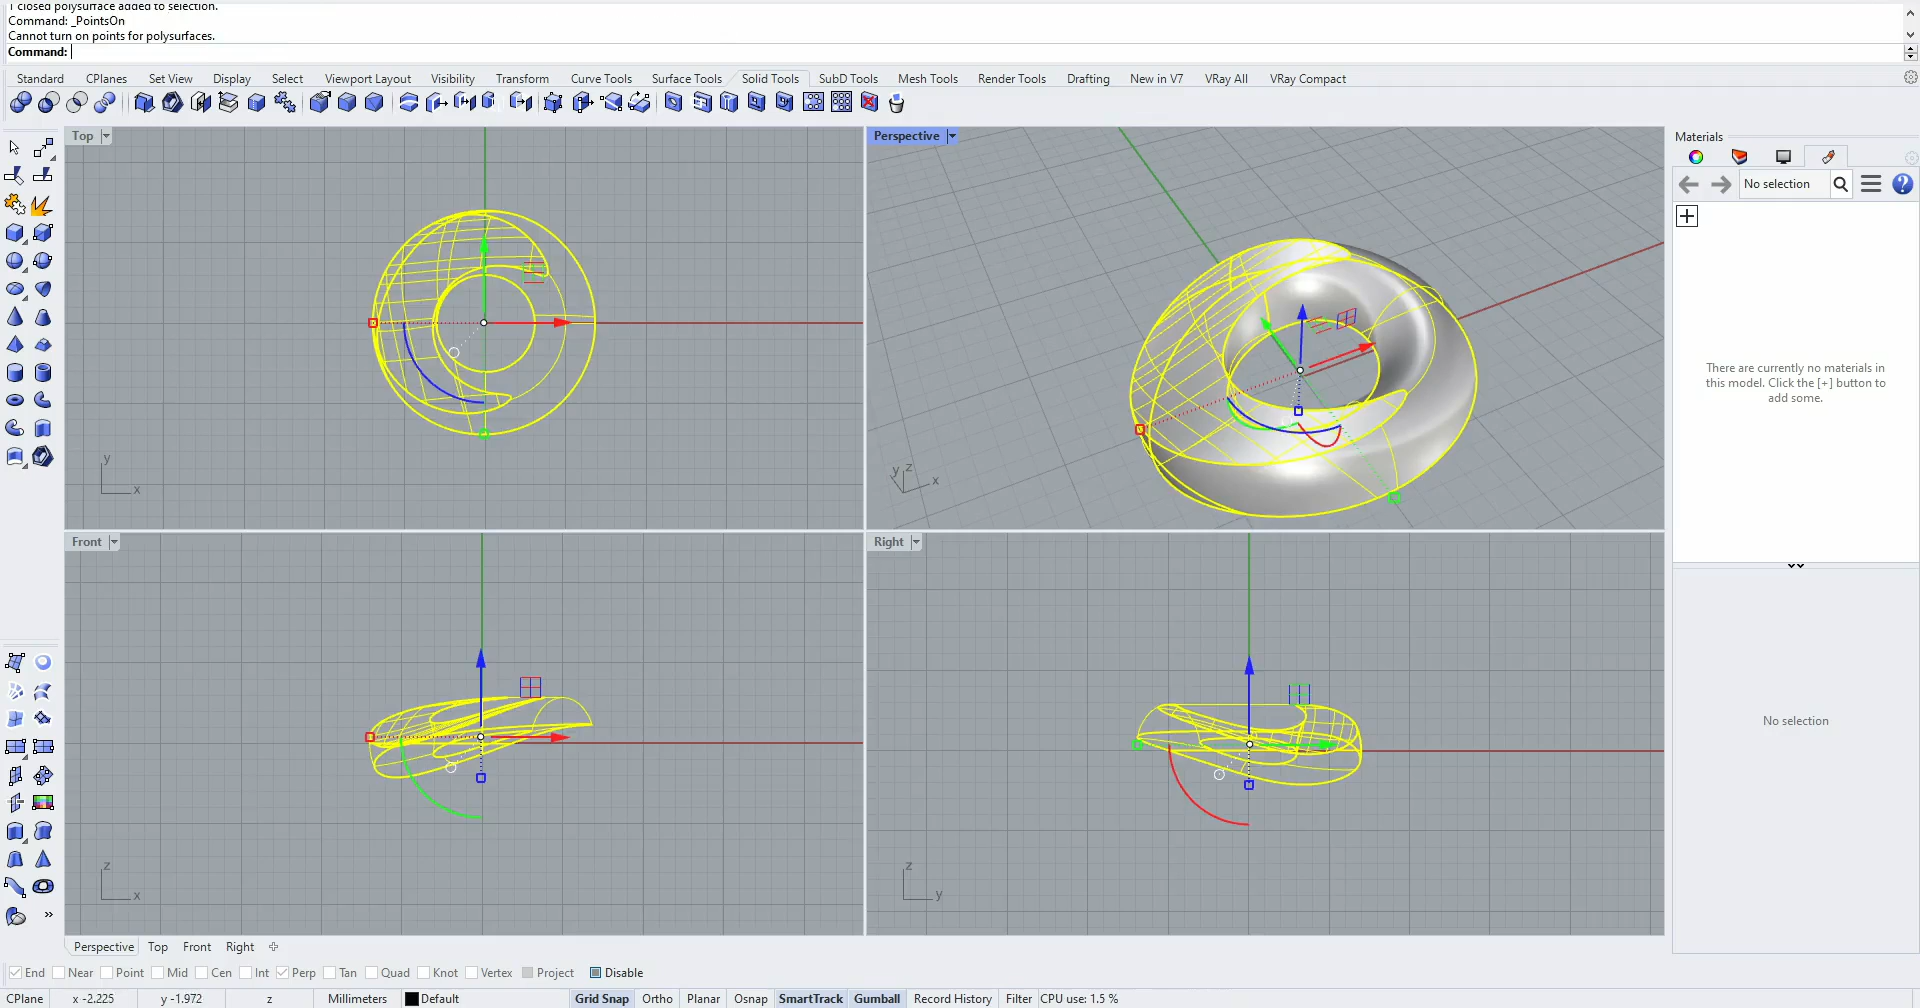 1 closed polysurface added to selection.
Command: _PointsOn
Cannot turn on points for polysurfaces.
Command:
Standard CPlanes Set View Display Select Viewport Layout Visibility Transform Curve Tools Surface Tools Solid Tools SubD Tools Mesh Tools Render Tools Drafting New in V7 VRay All VRay Compact
Top
Perspective
Materials
No selection
There are currently no materials in
this model. Click the [+] button to
add some.
y
x
y z
x
Front
Right
No selection
z
x
z
y
Perspective Top Front Right
End Near Point Mid Cen Int Perp Tan Quad Knot Vertex Project Disable
CPlane x -2.225 y -1.972 z Millimeters Default Grid Snap Ortho Planar Osnap SmartTrack Gumball Record History Filter CPU use: 1.5 %